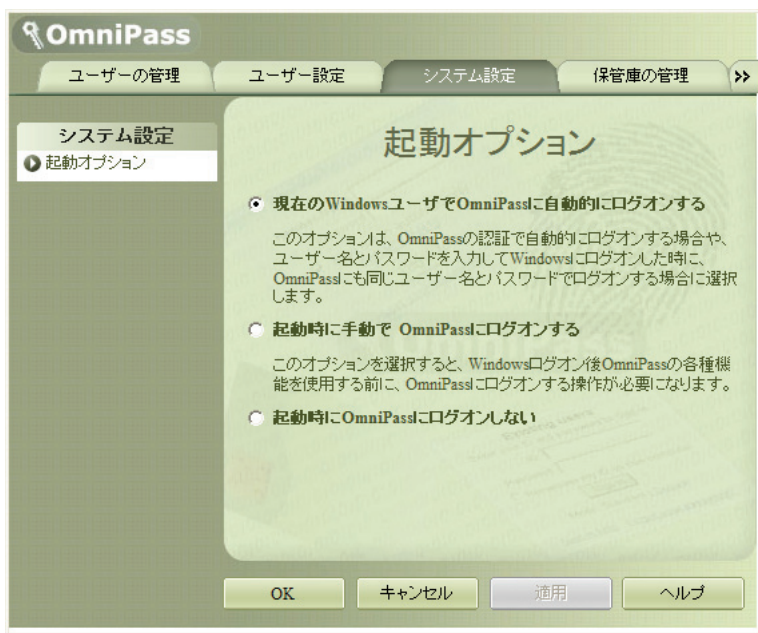 OmniPass
ユーザーの管理
ユーザー設定
システム設定
保管庫の管理
システム設定
起動オプション
起動オプション
現在のWindowsユーザでOmniPassに自動的にログオンする
このオプションは、OmniPassの認証で自動的にログオンする場合や、
ユーザー名とパスワードを入力してWindowsにログオンした時に、
OmniPassにも同じユーザー名とパスワードでログオンする場合に選択
します。
起動時に手動で OmniPassにログオンする
このオプションを選択すると、Windowsログオン後OmniPassの各種機
能を使用する前に、OmniPassにログオンする操作が必要になります。
起動時にOmniPassにログオンしない
OK
キャンセル
適用
ヘルプ